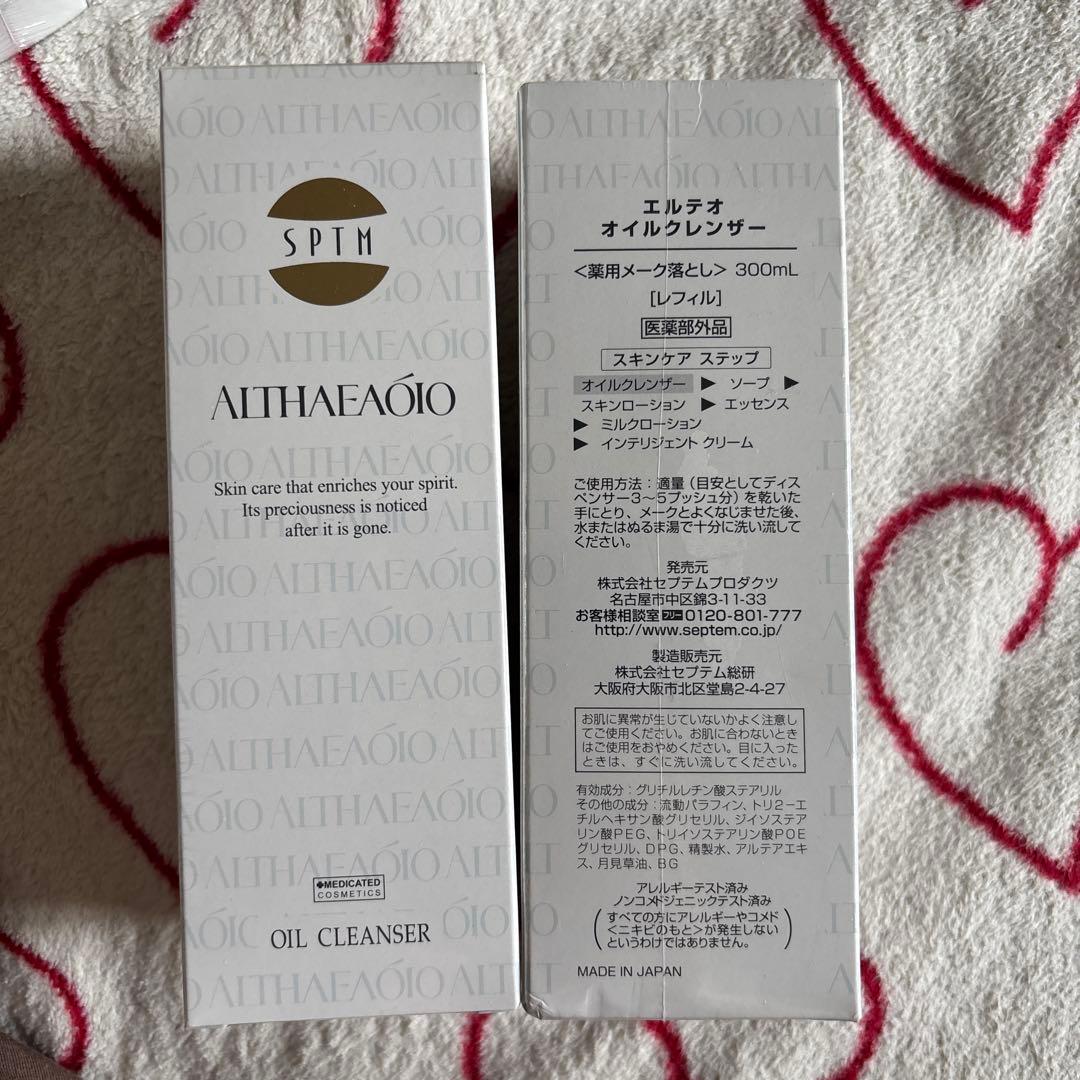 SPTM
ALTHAEAÓIO
Skin care that enriches your spirit.
Its preciousness is noticed
after it is gone.
✚MEDICATED
COSMETICS
OIL CLEANSER
エルテオ
オイルクレンザー
<薬用メーク落とし> 300mL
[レフィル]
医薬部外品
スキンケア ステップ
オイルクレンザー ▶ ソープ ▶
スキンローション ▶ エッセンス
▶ ミルクローション
▶ インテリジェント クリーム
ご使用方法:適量(目安としてディス
ペンサー3〜5プッシュ分)を乾いた
手にとり、メークとよくなじませた後、
水またはぬるま湯で十分に洗い流して
ください。
発売元
株式会社セプテムプロダクツ
名古屋市中区錦3-11-33
お客様相談室 フリー 0120-801-777
http://www.septem.co.jp/
製造販売元
株式会社セプテム総研
大阪府大阪市北区堂島2-4-27
お肌に異常が生じていないかよく注意し
てご使用ください。お肌に合わないとき
はご使用をおやめください。目に入った
ときは、すぐに洗い流してください。
有効成分:グリチルレチン酸ステアリル
その他の成分:流動パラフィン、トリ2-エ
チルヘキサン酸グリセリル、ジイソステア
リン酸PEG、トリイソステアリン酸POE
グリセリル、DPG、精製水、アルテアエキ
ス、月見草油、BG
アレルギーテスト済み
ノンコメドジェニックテスト済み
(すべての方にアレルギーやコメド
<ニキビのもと>が発生しない
というわけではありません。)
MADE IN JAPAN